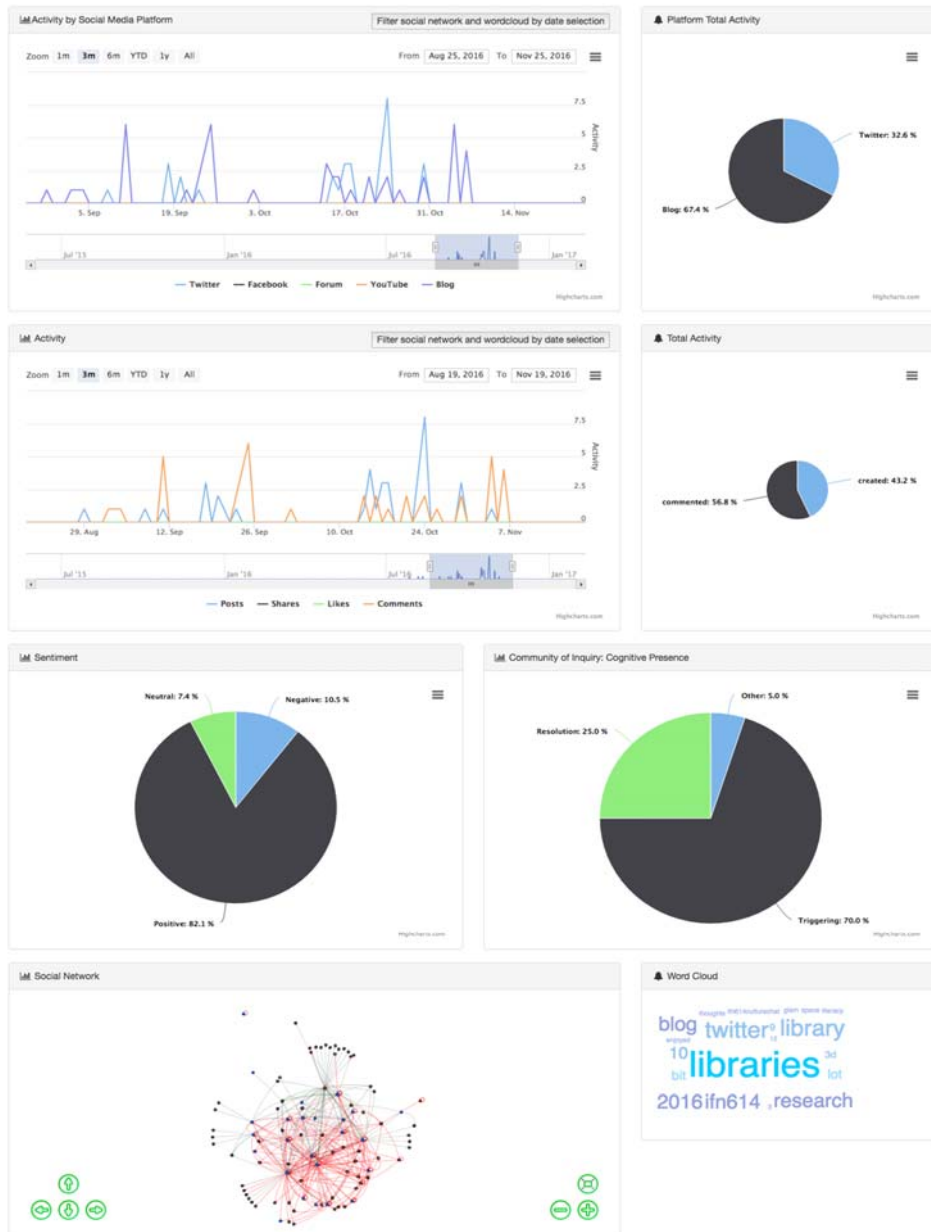 Activity by Social Media Platform
Filter social network and wordcloud by date selection
Zoom 1m 3m 6m YTD 1y All
From Aug 25, 2016 To Nov 25, 2016
7.5
5
2.5
0
Activity
5. Sep 19. Sep 3. Oct 17. Oct 31. Oct 14. Nov
Jul '15 Jan '16 Jul '16 Jan '17
Twitter Facebook Forum YouTube Blog
Highcharts.com
Platform Total Activity
Twitter: 32.6 %
Blog: 67.4 %
Highcharts.com
Activity
Filter social network and wordcloud by date selection
Zoom 1m 3m 6m YTD 1y All
From Aug 19, 2016 To Nov 19, 2016
7.5
5
2.5
0
Activity
29. Aug 12. Sep 26. Sep 10. Oct 24. Oct 7. Nov
Jul '15 Jan '16 Jul '16 Jan '17
Posts Shares Likes Comments
Highcharts.com
Total Activity
created: 43.2 %
commented: 56.8 %
Highcharts.com
Sentiment
Neutral: 7.4 %
Negative: 10.5 %
Positive: 82.1 %
Highcharts.com
Community of Inquiry: Cognitive Presence
Other: 5.0 %
Resolution: 25.0 %
Triggering: 70.0 %
Highcharts.com
Social Network
Word Cloud
thoughts glam space literacy
blog twitter library
enjoyed
10 libraries 3d
bit lot
2016 ifn614 research